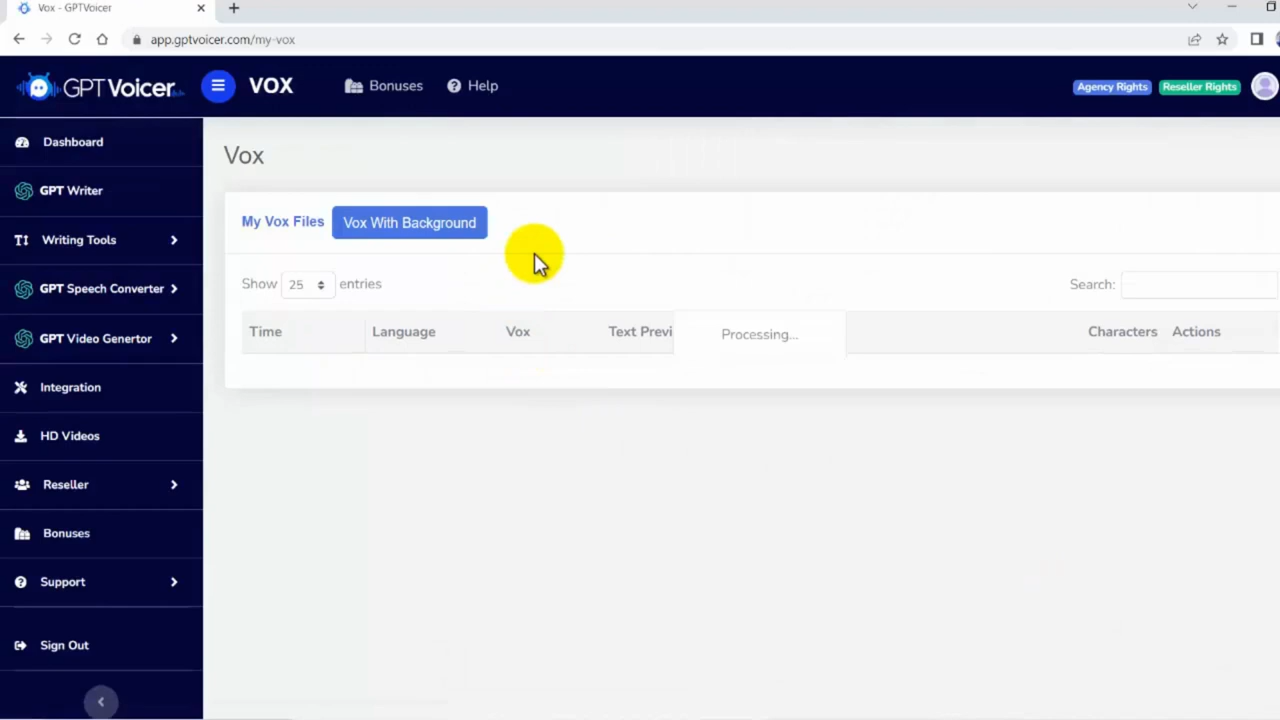 Vox - GPTVoicer
app.gptvoicer.com/my-vox
GPTVoicer
VOX
Bonuses
Help
Agency Rights
Reseller Rights
Dashboard
GPT Writer
Writing Tools
GPT Speech Converter
GPT Video Genertor
Integration
HD Videos
Reseller
Bonuses
Support
Sign Out
Vox
My Vox Files
Vox With Background
Show 25 entries
Search:
Time Language Vox Text Previ Processing... Characters Actions